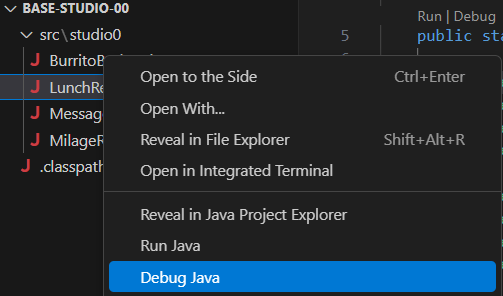 BASE-STUDIO-00
src\studio0
Run | Debug
5 public sta
6
J BurritoB
J LunchRe
J Message
J MilageR
J .classpath
Open to the Side Ctrl+Enter
Open With...
Reveal in File Explorer Shift+Alt+R
Open in Integrated Terminal
Reveal in Java Project Explorer
Run Java
Debug Java